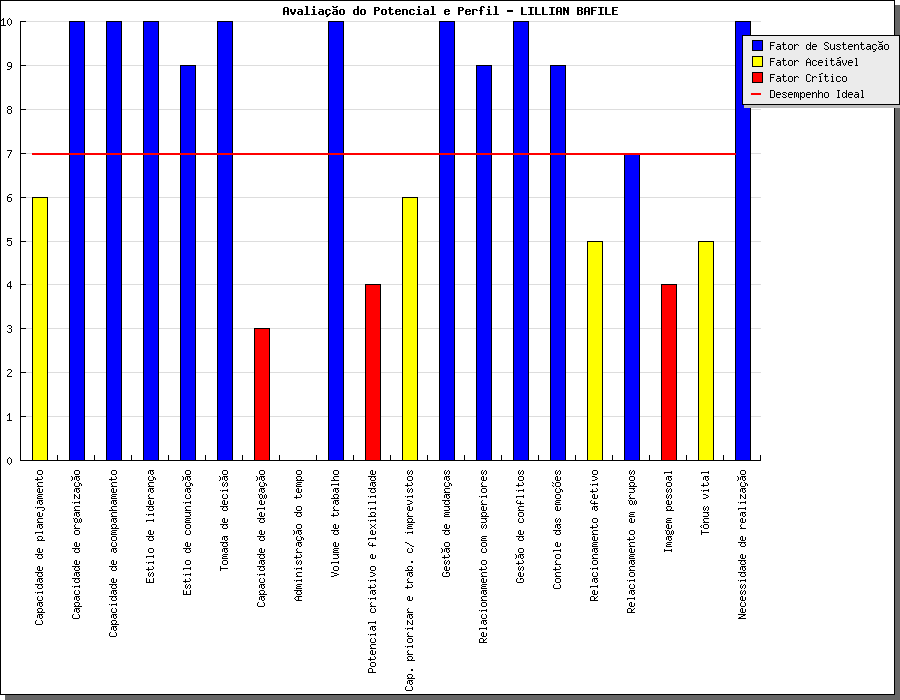 Avaliação do Potencial e Perfil - LILLIAN BAFILE
Fator de Sustentação
Fator Aceitável
Fator Crítico
Desempenho Ideal
10
9
8
7
6
5
4
3
2
1
0
Capacidade de planejamento
Capacidade de organização
Capacidade de acompanhamento
Estilo de liderança
Estilo de comunicação
Tomada de decisão
Capacidade de delegação
Administração do tempo
Volume de trabalho
Potencial criativo e flexibilidade
Cap. priorizar e trab. c/ imprevistos
Gestão de mudanças
Relacionamento com superiores
Gestão de conflitos
Controle das emoções
Relacionamento afetivo
Relacionamento em grupos
Imagem pessoal
Tônus vital
Necessidade de realização